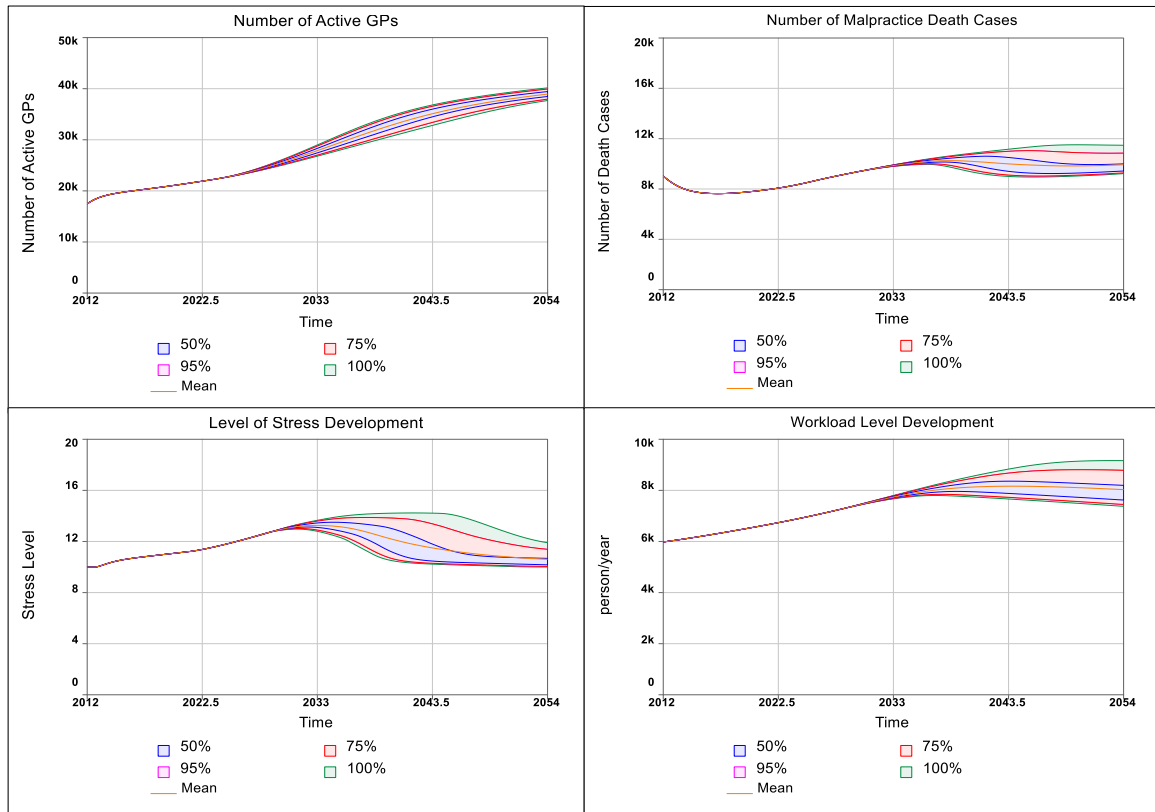 Number of Active GPs
Number of Active GPs
50k
40k
30k
20k
10k
0
2012 2022.5 2033 2043.5 2054
Time
50% 75%
95% 100%
Mean
Number of Malpractice Death Cases
Number of Death Cases
20k
16k
12k
8k
4k
0
2012 2022.5 2033 2043.5 2054
Time
50% 75%
95% 100%
Mean
Level of Stress Development
Stress Level
20
16
12
8
4
0
2012 2022.5 2033 2043.5 2054
Time
50% 75%
95% 100%
Mean
Workload Level Development
person/year
10k
8k
6k
4k
2k
0
2012 2022.5 2033 2043.5 2054
Time
50% 75%
95% 100%
Mean